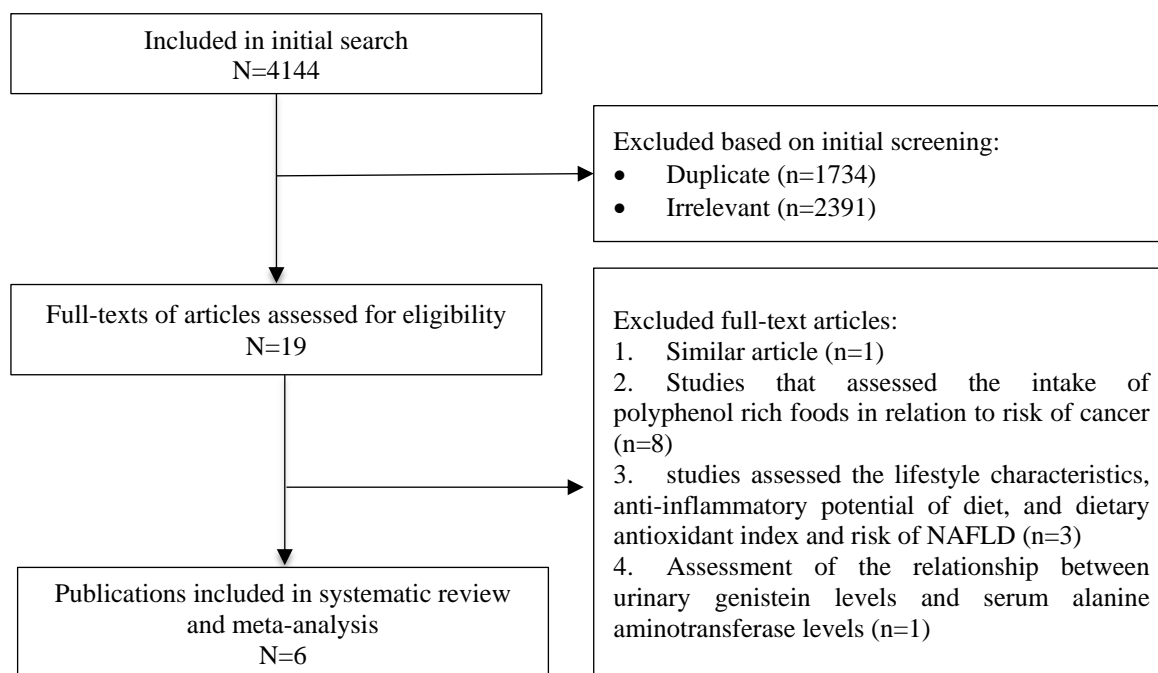 Included in initial search
N=4144
Excluded based on initial screening:
• Duplicate (n=1734)
• Irrelevant (n=2391)
Full-texts of articles assessed for eligibility
N=19
Excluded full-text articles:
1. Similar article (n=1)
2. Studies that assessed the intake of
polyphenol rich foods in relation to risk of cancer
(n=8)
3. studies assessed the lifestyle characteristics,
anti-inflammatory potential of diet, and dietary
antioxidant index and risk of NAFLD (n=3)
4. Assessment of the relationship between
urinary genistein levels and serum alanine
aminotransferase levels (n=1)
Publications included in systematic review
and meta-analysis
N=6